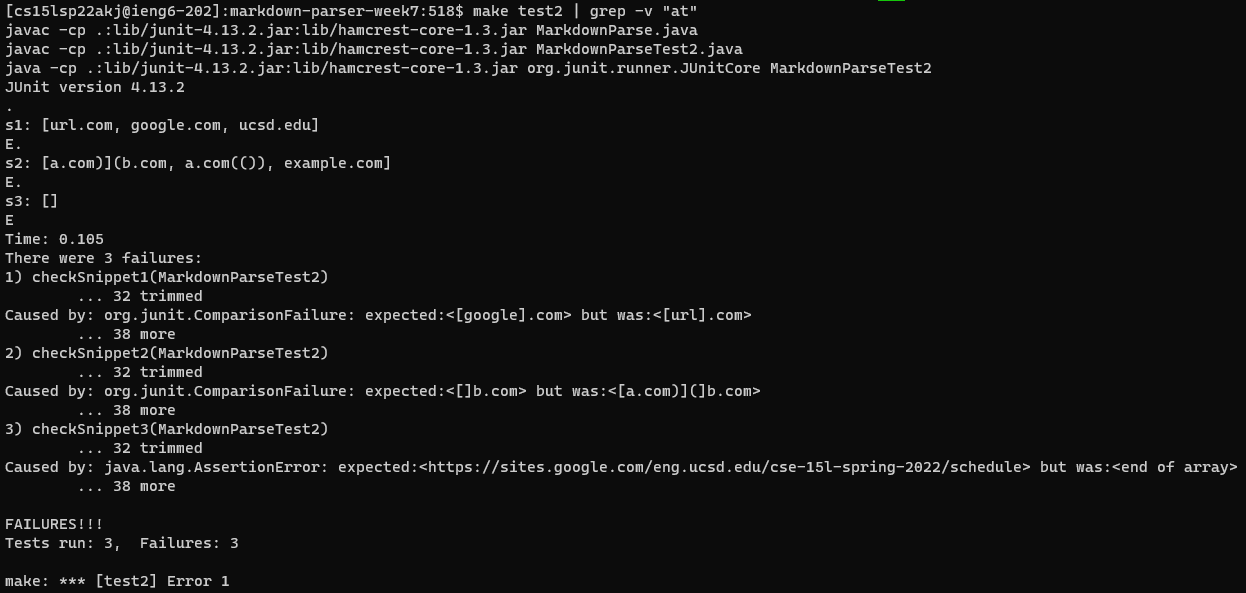 [cs15lsp22akj@ieng6-202]:markdown-parser-week7:518$ make test2 | grep -v "at"
javac -cp .:lib/junit-4.13.2.jar:lib/hamcrest-core-1.3.jar MarkdownParse.java
javac -cp .:lib/junit-4.13.2.jar:lib/hamcrest-core-1.3.jar MarkdownParseTest2.java
java -cp .:lib/junit-4.13.2.jar:lib/hamcrest-core-1.3.jar org.junit.runner.JUnitCore MarkdownParseTest2
JUnit version 4.13.2
.
s1: [url.com, google.com, ucsd.edu]
E.
s2: [a.com)](b.com, a.com(()), example.com]
E.
s3: []
E
Time: 0.105
There were 3 failures:
1) checkSnippet1(MarkdownParseTest2)
        ... 32 trimmed
Caused by: org.junit.ComparisonFailure: expected:<[google].com> but was:<[url].com>
        ... 38 more
2) checkSnippet2(MarkdownParseTest2)
        ... 32 trimmed
Caused by: org.junit.ComparisonFailure: expected:<[]b.com> but was:<[a.com)](]b.com>
        ... 38 more
3) checkSnippet3(MarkdownParseTest2)
        ... 32 trimmed
Caused by: java.lang.AssertionError: expected:<https://sites.google.com/eng.ucsd.edu/cse-15l-spring-2022/schedule> but was:<end of array>
        ... 38 more

FAILURES!!!
Tests run: 3,  Failures: 3

make: *** [test2] Error 1